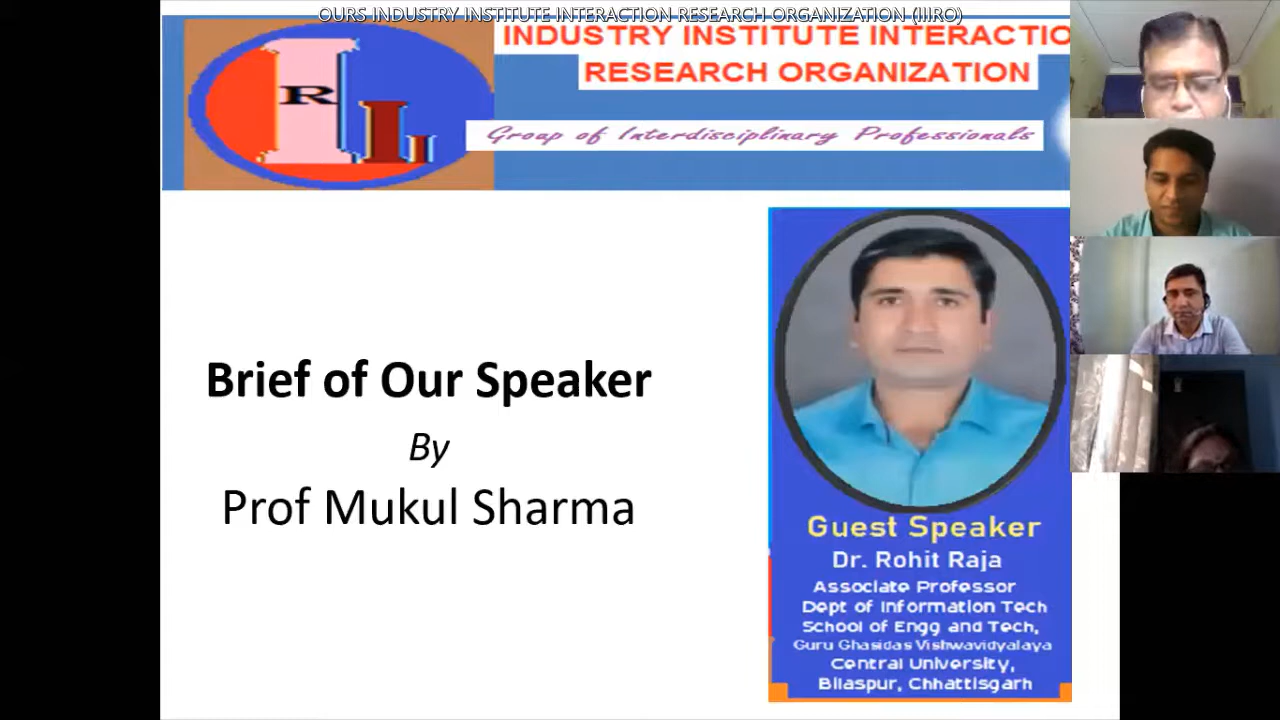 OURS INDUSTRY INSTITUTE INTERACTION RESEARCH ORGANIZATION (IIIRO)
INDUSTRY INSTITUTE INTERACTIO
RESEARCH ORGANIZATION
R
Group of Interdisciplinary Professionals
Brief of Our Speaker
By
Prof Mukul Sharma
Guest Speaker
Dr. Rohit Raja
Associate Professor
Dept of Information Tech
School of Engg and Tech,
Guru Ghasidas Vishwavidyalaya
Central University,
Bilaspur, Chhattisgarh